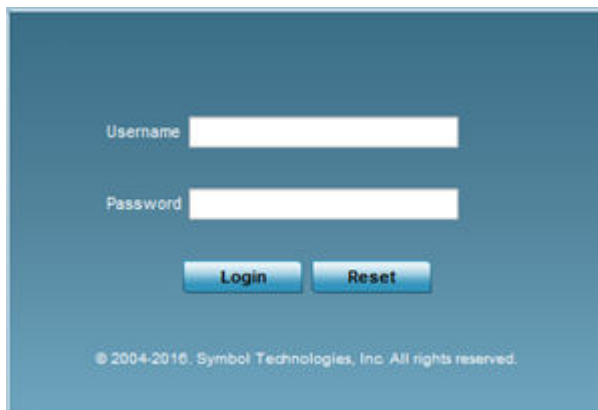 Username
Password
Login Reset
© 2004-2016. Symbol Technologies, Inc. All rights reserved.